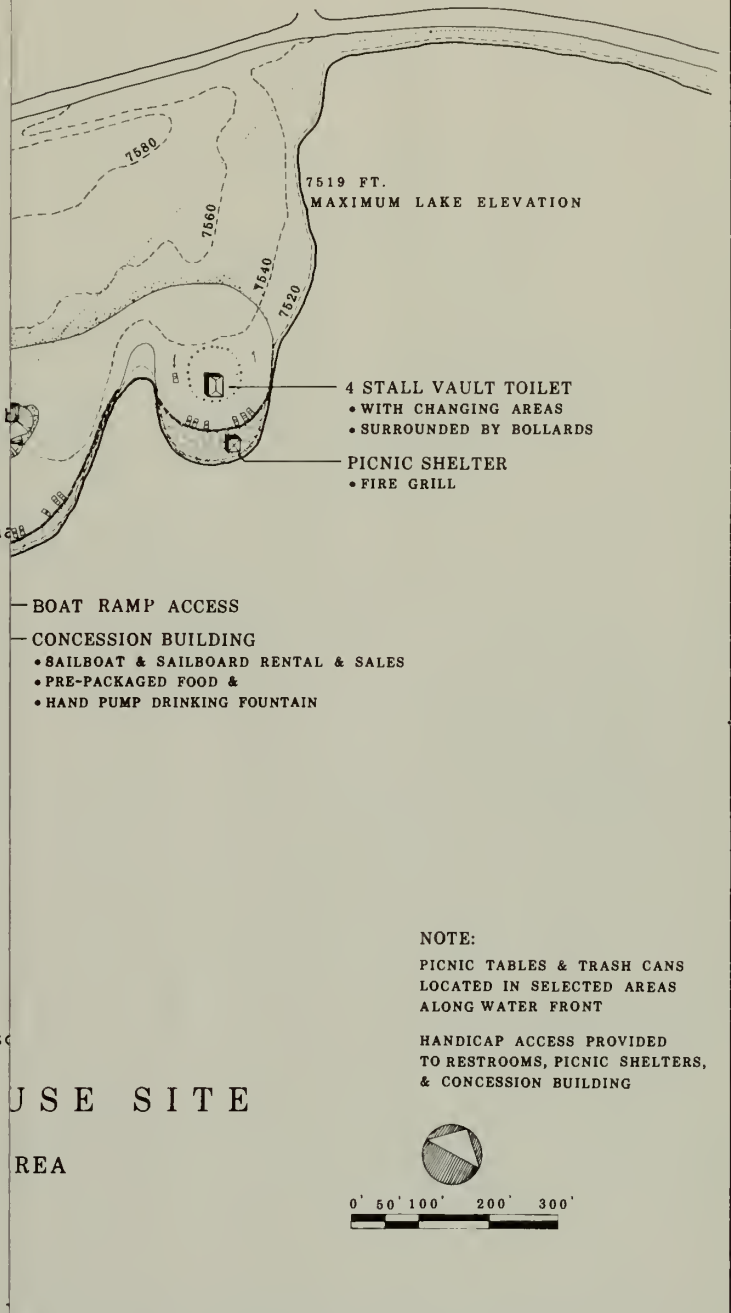 7580
7560
7540
7520
7519 FT.
MAXIMUM LAKE ELEVATION
4 STALL VAULT TOILET
• WITH CHANGING AREAS
• SURROUNDED BY BOLLARDS
PICNIC SHELTER
• FIRE GRILL
BOAT RAMP ACCESS
CONCESSION BUILDING
• SAILBOAT & SAILBOARD RENTAL & SALES
• PRE-PACKAGED FOOD &
• HAND PUMP DRINKING FOUNTAIN
NOTE:
PICNIC TABLES & TRASH CANS
LOCATED IN SELECTED AREAS
ALONG WATER FRONT
HANDICAP ACCESS PROVIDED
TO RESTROOMS, PICNIC SHELTERS,
& CONCESSION BUILDING
USE SITE
REA
0' 50' 100' 200' 300'